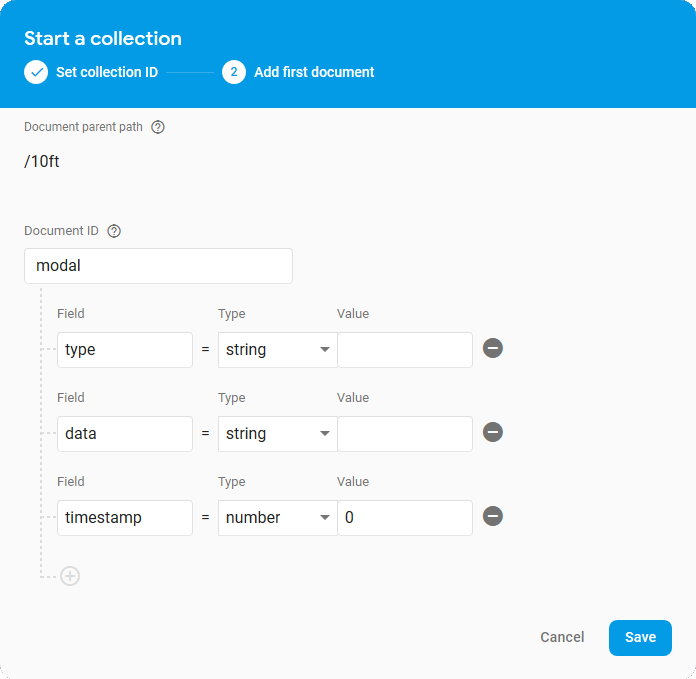 Start a collection
Set collection ID 2 Add first document
Document parent path ?
/10ft
Document ID ?
modal
Field Type Value
type = string
Field Type Value
data = string
Field Type Value
timestamp = number 0
Cancel Save